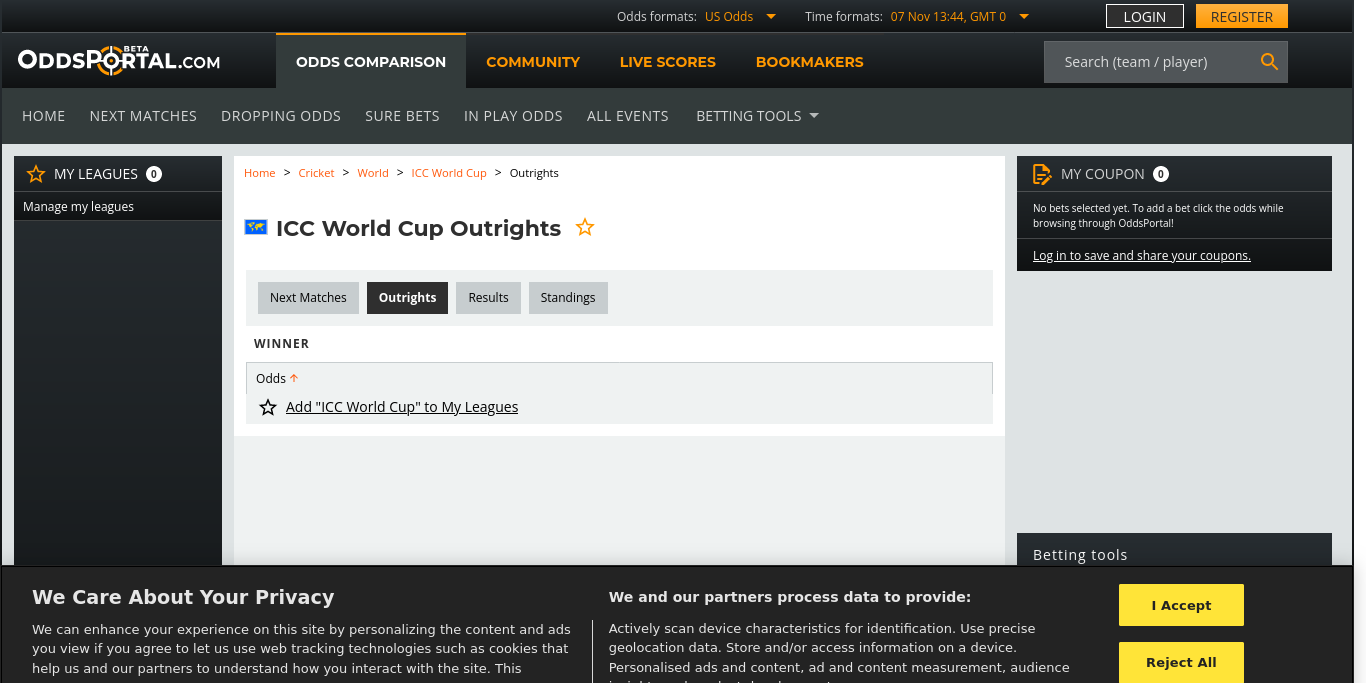 Odds formats: US Odds
Time formats: 07 Nov 13:44, GMT 0
LOGIN
REGISTER
ODDSPORTAL.COM
BETA
ODDS COMPARISON
COMMUNITY
LIVE SCORES
BOOKMAKERS
Search (team / player)
HOME
NEXT MATCHES
DROPPING ODDS
SURE BETS
IN PLAY ODDS
ALL EVENTS
BETTING TOOLS
MY LEAGUES 0
Manage my leagues
Home > Cricket > World > ICC World Cup > Outrights
ICC World Cup Outrights
Next Matches
Outrights
Results
Standings
WINNER
Odds
Add "ICC World Cup" to My Leagues
MY COUPON 0
No bets selected yet. To add a bet click the odds while
browsing through OddsPortal!
Log in to save and share your coupons.
Betting tools
We Care About Your Privacy
We can enhance your experience on this site by personalizing the content and ads
you view if you agree to let us use web tracking technologies such as cookies that
help us and our partners to understand how you interact with the site. This
We and our partners process data to provide:
Actively scan device characteristics for identification. Use precise
geolocation data. Store and/or access information on a device.
Personalised ads and content, ad and content measurement, audience
I Accept
Reject All